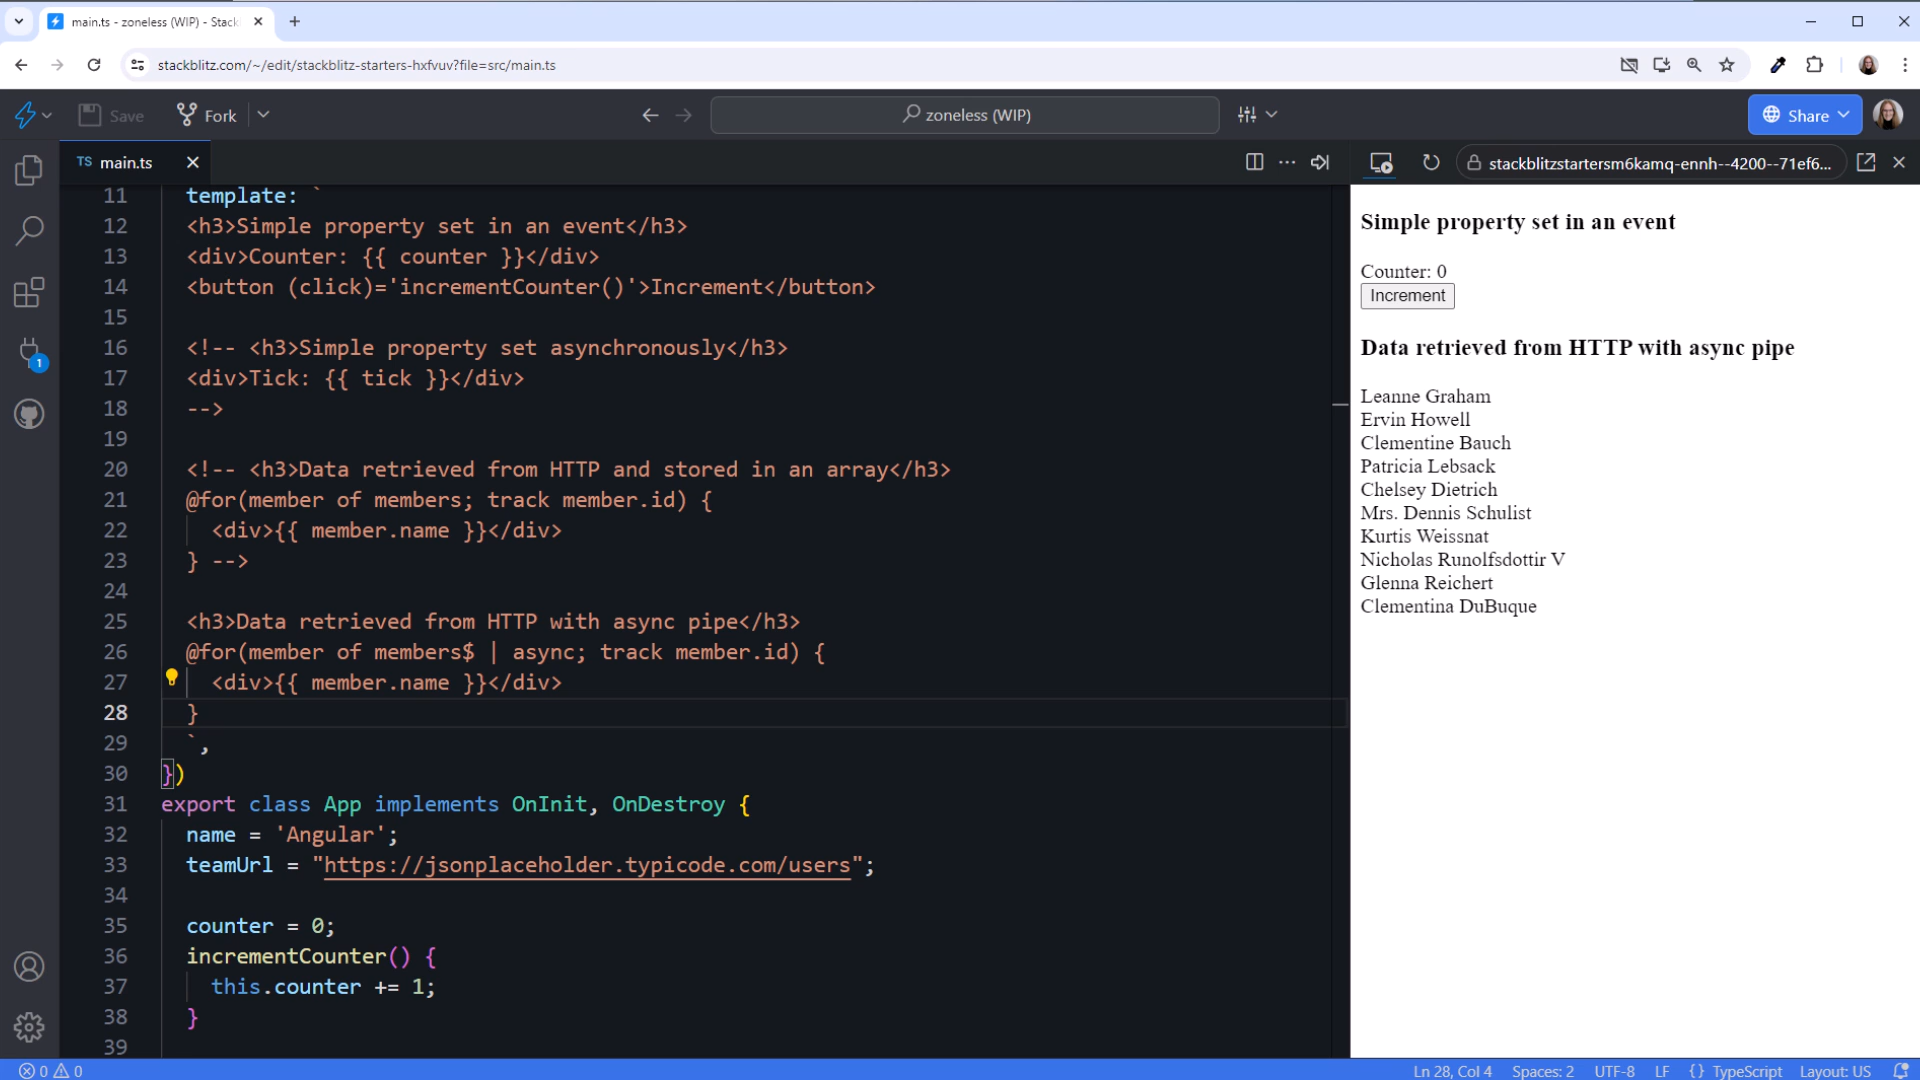 main.ts - zoneless (WIP) - Stack
stackblitz.com/~/edit/stackblitz-starters-hxfvuv?file=src/main.ts
Save
Fork
zoneless (WIP)
Share
TS main.ts
stackblitzstartersm6kamq-ennh--4200--71ef6...
11 template: `
12 <h3>Simple property set in an event</h3>
13 <div>Counter: {{ counter }}</div>
14 <button (click)='incrementCounter()'>Increment</button>
15
16 <!-- <h3>Simple property set asynchronously</h3>
17 <div>Tick: {{ tick }}</div>
18 -->
19
20 <!-- <h3>Data retrieved from HTTP and stored in an array</h3>
21 @for(member of members; track member.id) {
22 <div>{{ member.name }}</div>
23 } -->
24
25 <h3>Data retrieved from HTTP with async pipe</h3>
26 @for(member of members$ | async; track member.id) {
27 <div>{{ member.name }}</div>
28 }
29 `,
30 })
31 export class App implements OnInit, OnDestroy {
32 name = 'Angular';
33 teamUrl = "https://jsonplaceholder.typicode.com/users";
34
35 counter = 0;
36 incrementCounter() {
37 this.counter += 1;
38 }
39
1
Simple property set in an event
Counter: 0
Increment
Data retrieved from HTTP with async pipe
Leanne Graham
Ervin Howell
Clementine Bauch
Patricia Lebsack
Chelsey Dietrich
Mrs. Dennis Schulist
Kurtis Weissnat
Nicholas Runolfsdottir V
Glenna Reichert
Clementina DuBuque
0 0
Ln 28, Col 4 Spaces: 2 UTF-8 LF {} TypeScript Layout: US